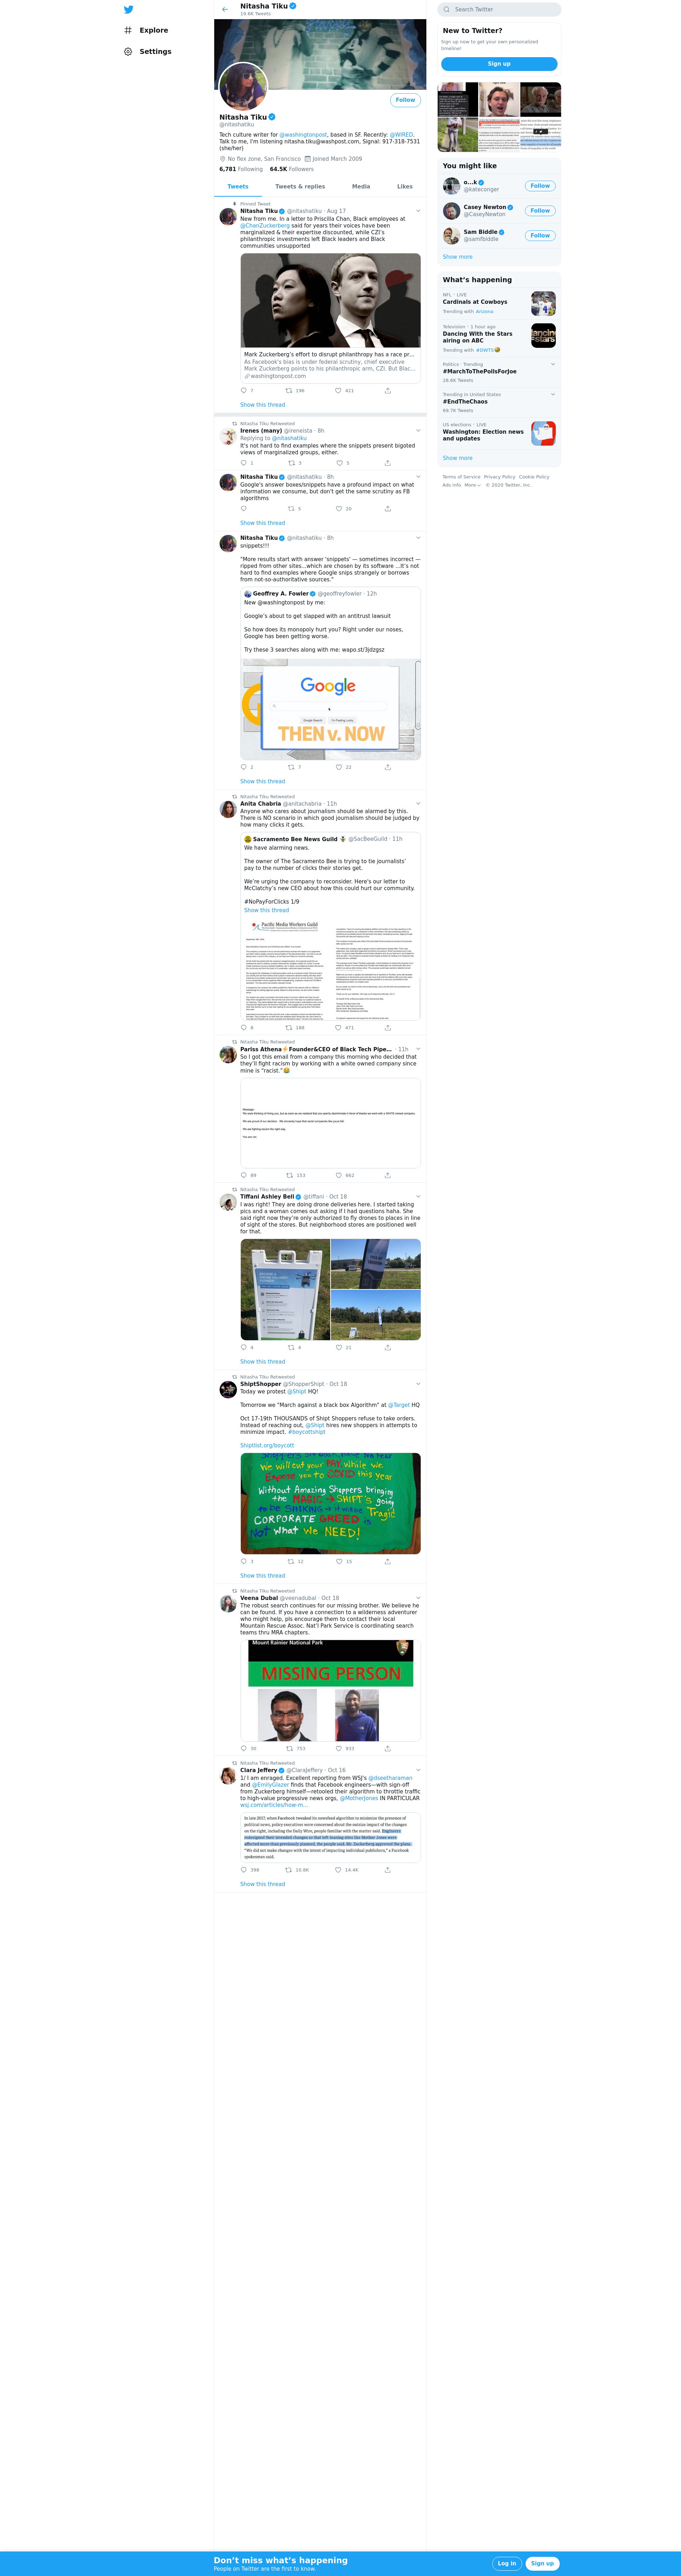 Explore
Settings
Nitasha Tiku
19.6K Tweets
Follow
Nitasha Tiku
@nitashatiku
Tech culture writer for @washingtonpost, based in SF. Recently: @WIRED.
Talk to me, I'm listening nitasha.tiku@washpost.com, Signal: 917-318-7531
(she/her)
No flex zone, San Francisco Joined March 2009
6,781 Following 64.5K Followers
Tweets Tweets & replies Media Likes
Pinned Tweet
Nitasha Tiku @nitashatiku · Aug 17
New from me. In a letter to Priscilla Chan, Black employees at
@ChanZuckerberg said for years their voices have been
marginalized & their expertise discounted, while CZI's
philanthropic investments left Black leaders and Black
communities unsupported
Mark Zuckerberg's effort to disrupt philanthropy has a race pr...
As Facebook's bias is under federal scrutiny, chief executive
Mark Zuckerberg points to his philanthropic arm, CZI. But Blac...
washingtonpost.com
7 196 421
Show this thread
Nitasha Tiku Retweeted
Irenes (many) @ireneista · 8h
Replying to @nitashatiku
It's not hard to find examples where the snippets present bigoted
views of marginalized groups, either.
1 3 5
Nitasha Tiku @nitashatiku · 8h
Google's answer boxes/snippets have a profound impact on what
information we consume, but don't get the same scrutiny as FB
algorithms
5 20
Show this thread
Nitasha Tiku @nitashatiku · 8h
snippets!!!
"More results start with answer 'snippets' — sometimes incorrect —
ripped from other sites...which are chosen by its software ...It's not
hard to find examples where Google snips strangely or borrows
from not-so-authoritative sources."
Geoffrey A. Fowler @geoffreyfowler · 12h
New @washingtonpost by me:
Google's about to get slapped with an antitrust lawsuit
So how does its monopoly hurt you? Right under our noses,
Google has been getting worse.
Try these 3 searches along with me: wapo.st/3jdzgsz
Google
Google Search I'm Feeling Lucky
THEN v. NOW
2 7 22
Show this thread
Nitasha Tiku Retweeted
Anita Chabria @anitachabria · 11h
Anyone who cares about journalism should be alarmed by this.
There is NO scenario in which good journalism should be judged by
how many clicks it gets.
Sacramento Bee News Guild @SacBeeGuild · 11h
We have alarming news.
The owner of The Sacramento Bee is trying to tie journalists'
pay to the number of clicks their stories get.
We're urging the company to reconsider. Here's our letter to
McClatchy's new CEO about how this could hurt our community.
#NoPayForClicks 1/9
Show this thread
Pacific Media Workers Guild
8 188 471
Nitasha Tiku Retweeted
Pariss Athena⚡Founder&CEO of Black Tech Pipe... · 11h
So I got this email from a company this morning who decided that
they'll fight racism by working with a white owned company since
mine is "racist."😂
89 153 662
Nitasha Tiku Retweeted
Tiffani Ashley Bell @tiffani · Oct 18
I was right! They are doing drone deliveries here. I started taking
pics and a woman comes out asking if I had questions haha. She
said right now they're only authorized to fly drones to places in line
of sight of the stores. But neighborhood stores are positioned well
for that.
4 4 21
Show this thread
Nitasha Tiku Retweeted
ShiptShopper @ShopperShipt · Oct 18
Today we protest @Shipt HQ!
Tomorrow we "March against a black box Algorithm" at @Target HQ
Oct 17-19th THOUSANDS of Shipt Shoppers refuse to take orders.
Instead of reaching out, @Shipt hires new shoppers in attempts to
minimize impact. #boycottshipt
Shiptlist.org/boycott
We will cut your PAY while we
Expose you to COVID this year
Without Amazing Shoppers bringing
the MAGIC → SHIPT'S going
to be SHIPKING → it will be Tragic
CORPORATE GREED is
NOT what we NEED!
3 12 15
Show this thread
Nitasha Tiku Retweeted
Veena Dubal @veenadubal · Oct 18
The robust search continues for our missing brother. We believe he
can be found. If you have a connection to a wilderness adventurer
who might help, pls encourage them to contact their local
Mountain Rescue Assoc. Nat'l Park Service is coordinating search
teams thru MRA chapters.
Mount Rainier National Park
MISSING PERSON
30 753 933
Nitasha Tiku Retweeted
Clara Jeffery @ClaraJeffery · Oct 16
1/ I am enraged. Excellent reporting from WSJ's @dseetharaman
and @EmilyGlazer finds that Facebook engineers—with sign-off
from Zuckerberg himself—retooled their algorithm to throttle traffic
to high-value progressive news orgs, @MotherJones IN PARTICULAR
wsj.com/articles/how-m...
In late 2017, when Facebook tweaked its newsfeed algorithm to minimize the presence of
political news, policy executives were concerned about the outsize impact of the changes
on the right, including the Daily Wire, people familiar with the matter said. Engineers
redesigned their intended changes so that left-leaning sites like Mother Jones were
affected more than previously planned, the people said. Mr. Zuckerberg approved the plans.
"We did not make changes with the intent of impacting individual publishers," a Facebook
spokesman said.
398 10.8K 14.4K
Show this thread
Search Twitter
New to Twitter?
Sign up now to get your own personalized
timeline!
Sign up
You might like
o...k
@kateconger
Follow
Casey Newton
@CaseyNewton
Follow
Sam Biddle
@samfbiddle
Follow
Show more
What's happening
NFL · LIVE
Cardinals at Cowboys
Trending with Arizona
Television · 1 hour ago
Dancing With the Stars
airing on ABC
Trending with #DWTS
Politics · Trending
#MarchToThePollsForJoe
28.6K Tweets
Trending in United States
#EndTheChaos
69.7K Tweets
US elections · LIVE
Washington: Election news
and updates
Show more
Terms of Service Privacy Policy Cookie Policy
Ads info More © 2020 Twitter, Inc.
Don't miss what's happening
People on Twitter are the first to know.
Log in Sign up